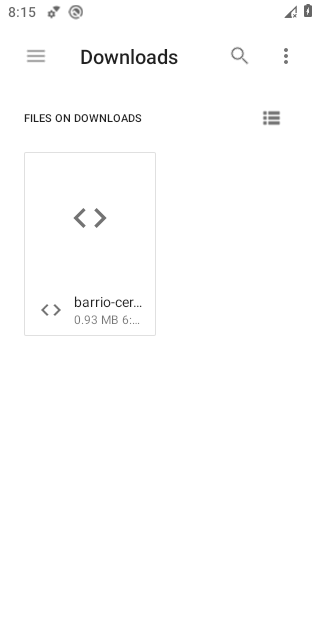 8:15
Downloads
FILES ON DOWNLOADS
barrio-cer...
0.93 MB 6:...